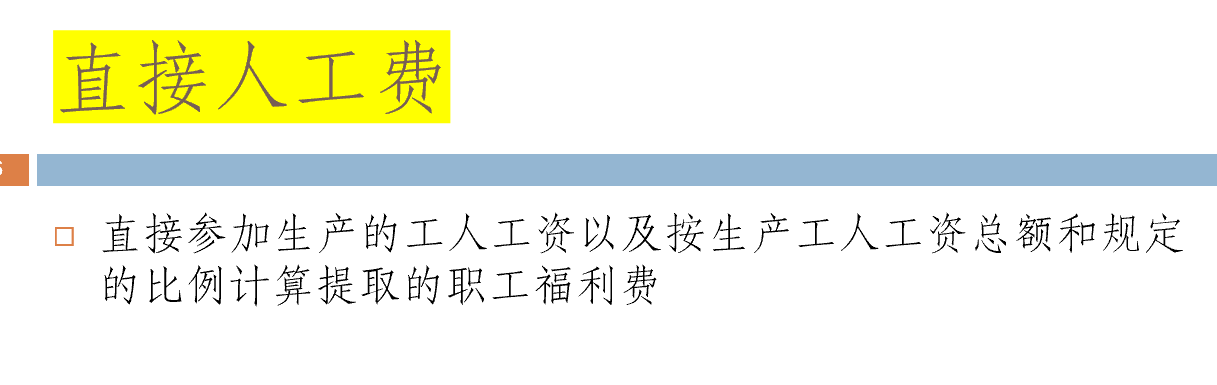 直接人工费
直接参加生产的工人工资以及按生产工人工资总额和规定
的比例计算提取的职工福利费